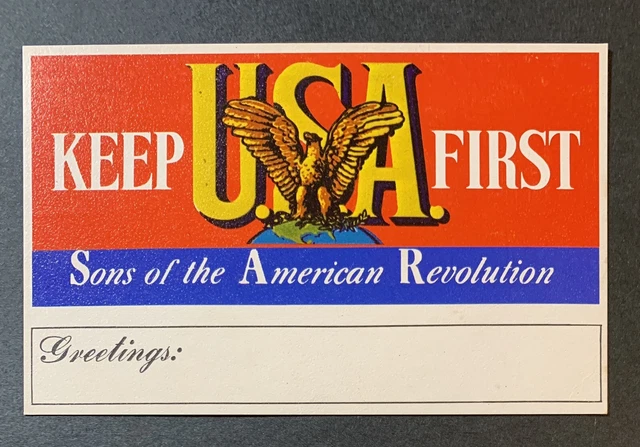 KEEP U.S.A. FIRST
Sons of the American Revolution
Greetings: